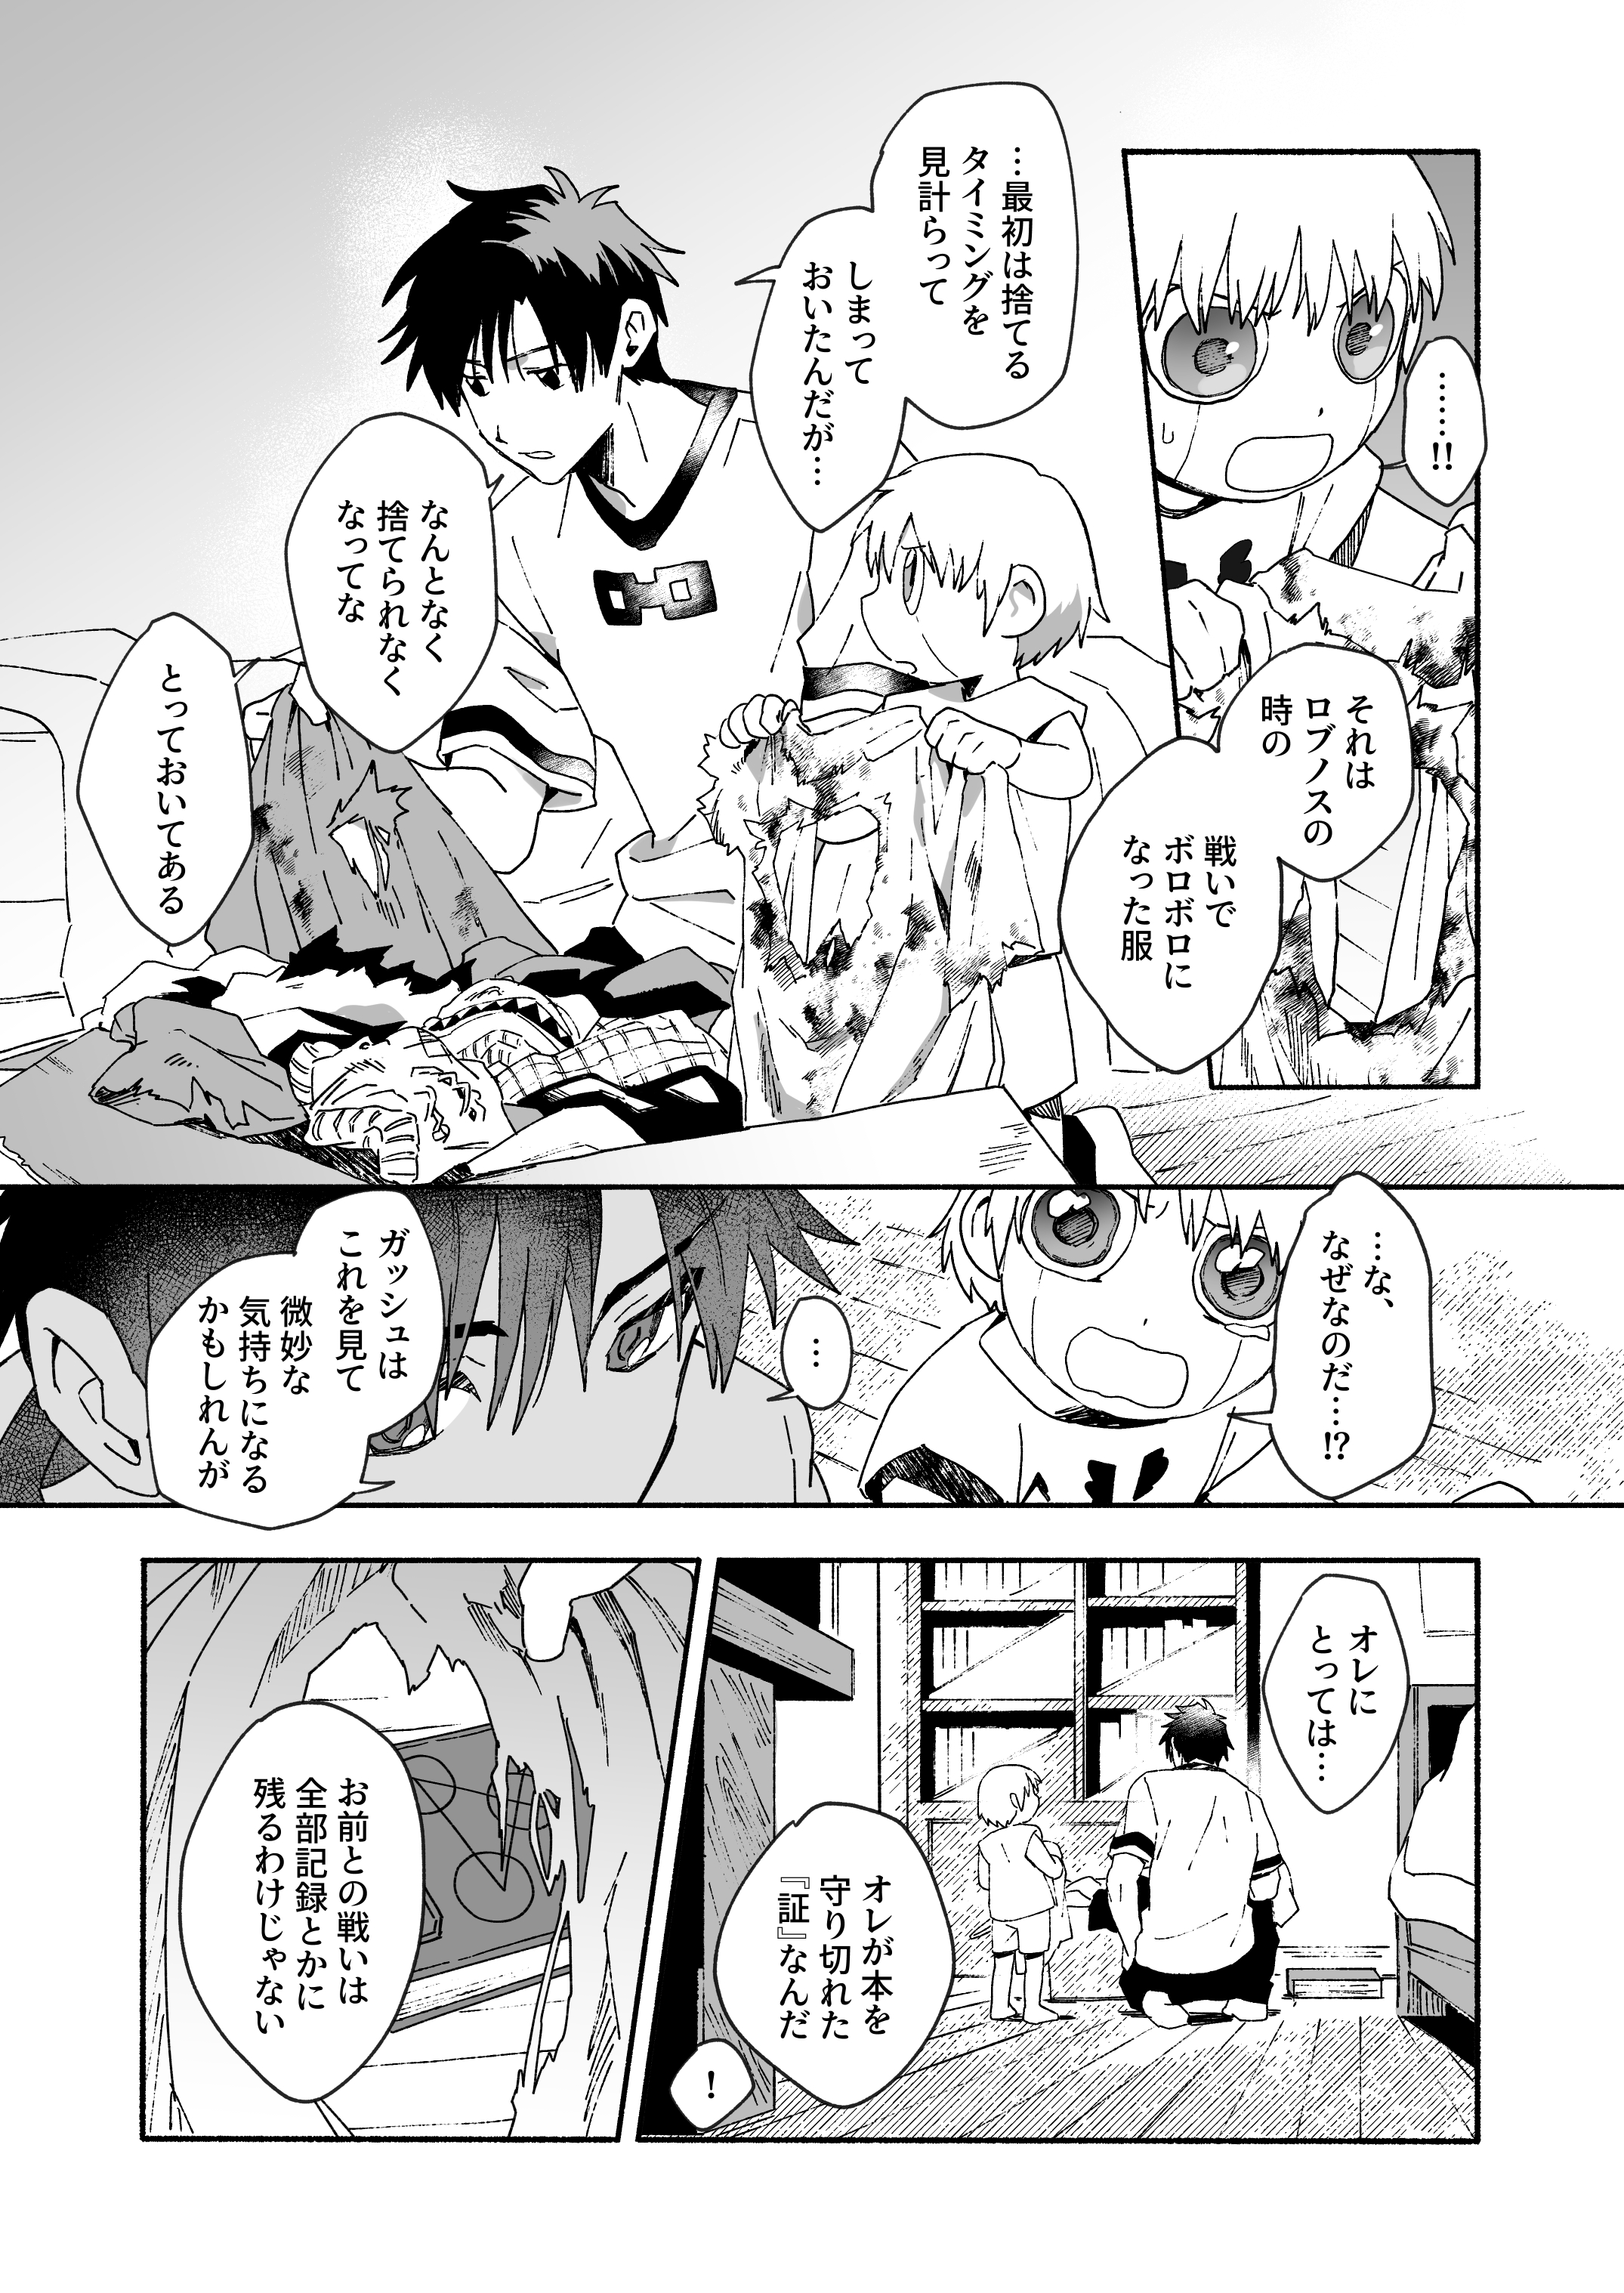 ……!!
それは
ロブノスの
時の
戦いで
ボロボロに
なった服
…最初は捨てる
タイミングを
見計らって
しまって
おいたんだが…
なんとなく
捨てられなく
なってな
とっておいてある
…な、
なぜなのだ…!?
…
ガッシュは
これを見て
微妙な
気持ちになる
かもしれんが
オレに
とっては…
オレが本を
守り切れた
『証』なんだ
!
お前との戦いは
全部記録とかに
残るわけじゃない